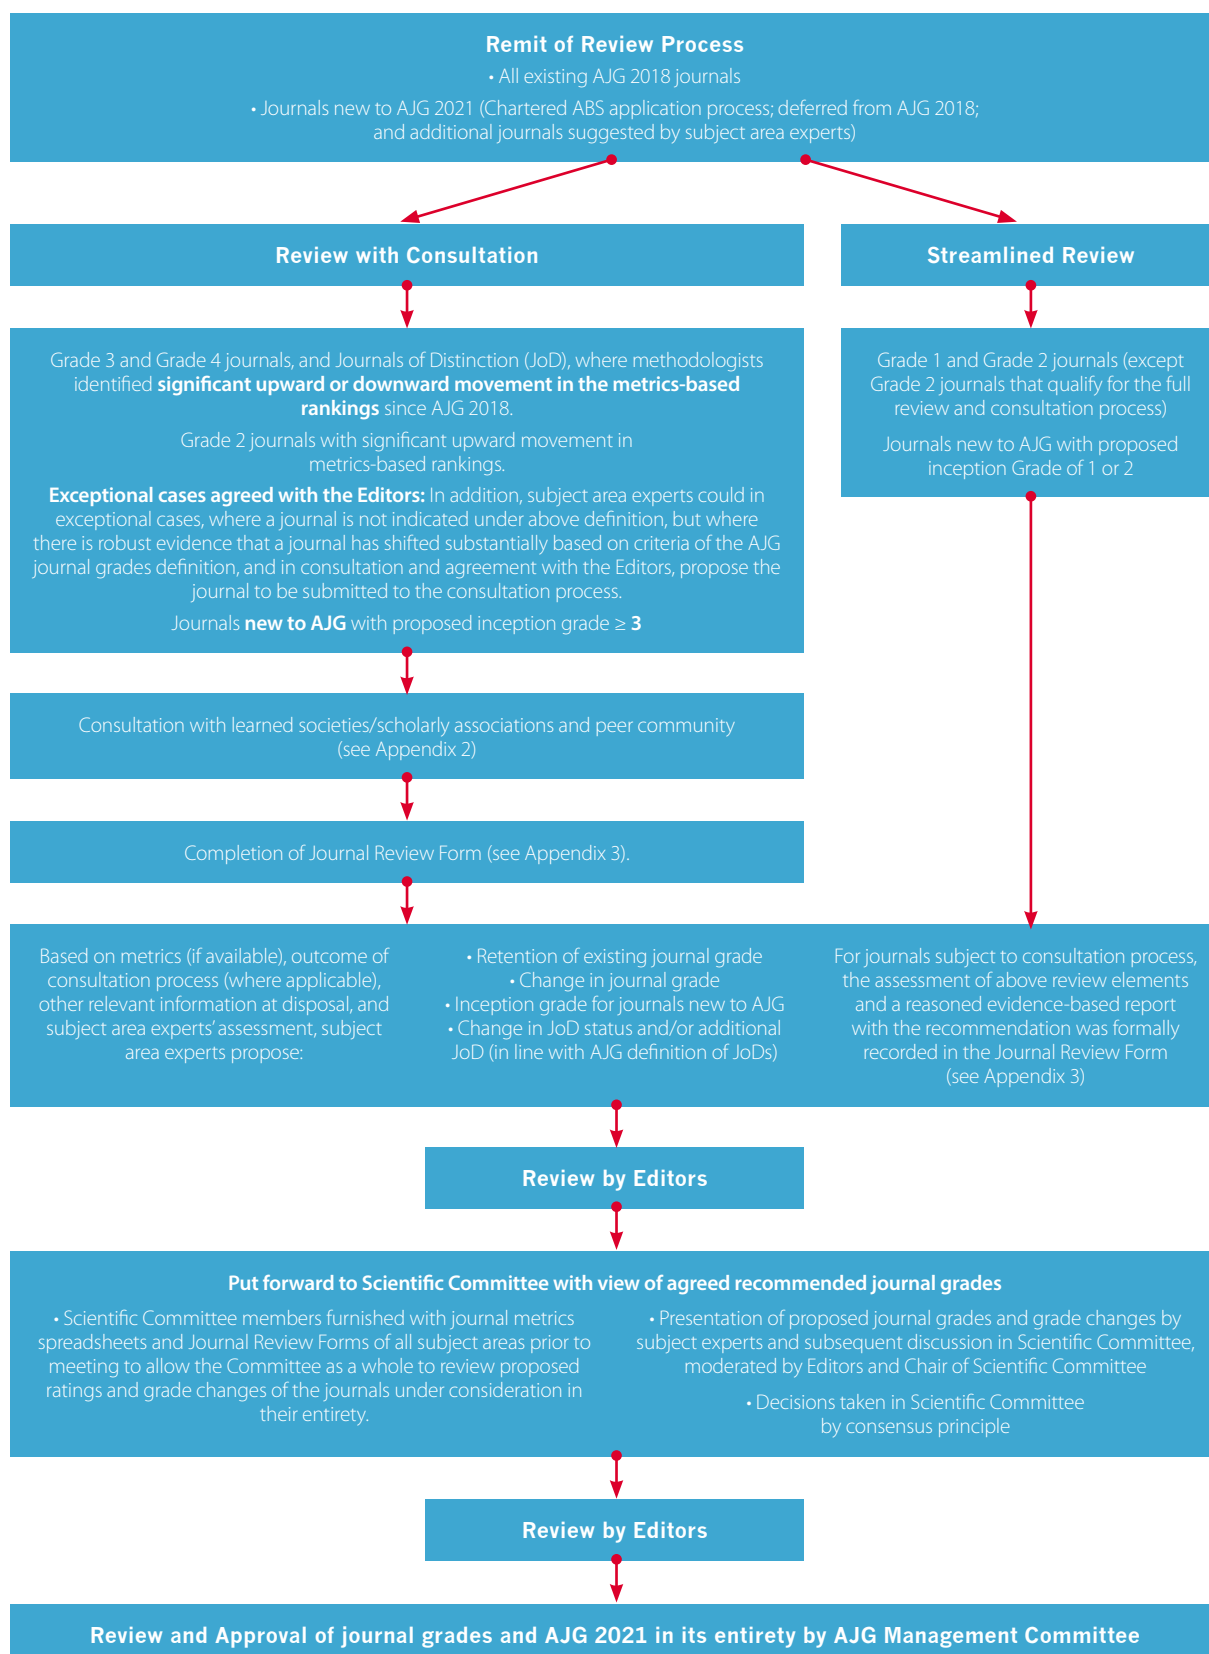 Remit of Review Process
• All existing AJG 2018 journals
• Journals new to AJG 2021 (Chartered ABS application process; deferred from AJG 2018;
and additional journals suggested by subject area experts)
Review with Consultation
Grade 3 and Grade 4 journals, and Journals of Distinction (JoD), where methodologists
identified significant upward or downward movement in the metrics-based
rankings since AJG 2018.
Grade 2 journals with significant upward movement in
metrics-based rankings.
Exceptional cases agreed with the Editors: In addition, subject area experts could in
exceptional cases, where a journal is not indicated under above definition, but where
there is robust evidence that a journal has shifted substantially based on criteria of the AJG
journal grades definition, and in consultation and agreement with the Editors, propose the
journal to be submitted to the consultation process.
Journals new to AJG with proposed inception grade ≥ 3
Consultation with learned societies/scholarly associations and peer community
(see Appendix 2)
Completion of Journal Review Form (see Appendix 3).
Streamlined Review
Grade 1 and Grade 2 journals (except
Grade 2 journals that qualify for the full
review and consultation process)
Journals new to AJG with proposed
inception Grade of 1 or 2
Based on metrics (if available), outcome of
consultation process (where applicable),
other relevant information at disposal, and
subject area experts' assessment, subject
area experts propose:
• Retention of existing journal grade
• Change in journal grade
• Inception grade for journals new to AJG
• Change in JoD status and/or additional
JoD (in line with AJG definition of JoDs)
For journals subject to consultation process,
the assessment of above review elements
and a reasoned evidence-based report
with the recommendation was formally
recorded in the Journal Review Form
(see Appendix 3)
Review by Editors
Put forward to Scientific Committee with view of agreed recommended journal grades
• Scientific Committee members furnished with journal metrics
spreadsheets and Journal Review Forms of all subject areas prior to
meeting to allow the Committee as a whole to review proposed
ratings and grade changes of the journals under consideration in
their entirety.
• Presentation of proposed journal grades and grade changes by
subject experts and subsequent discussion in Scientific Committee,
moderated by Editors and Chair of Scientific Committee
• Decisions taken in Scientific Committee
by consensus principle
Review by Editors
Review and Approval of journal grades and AJG 2021 in its entirety by AJG Management Committee